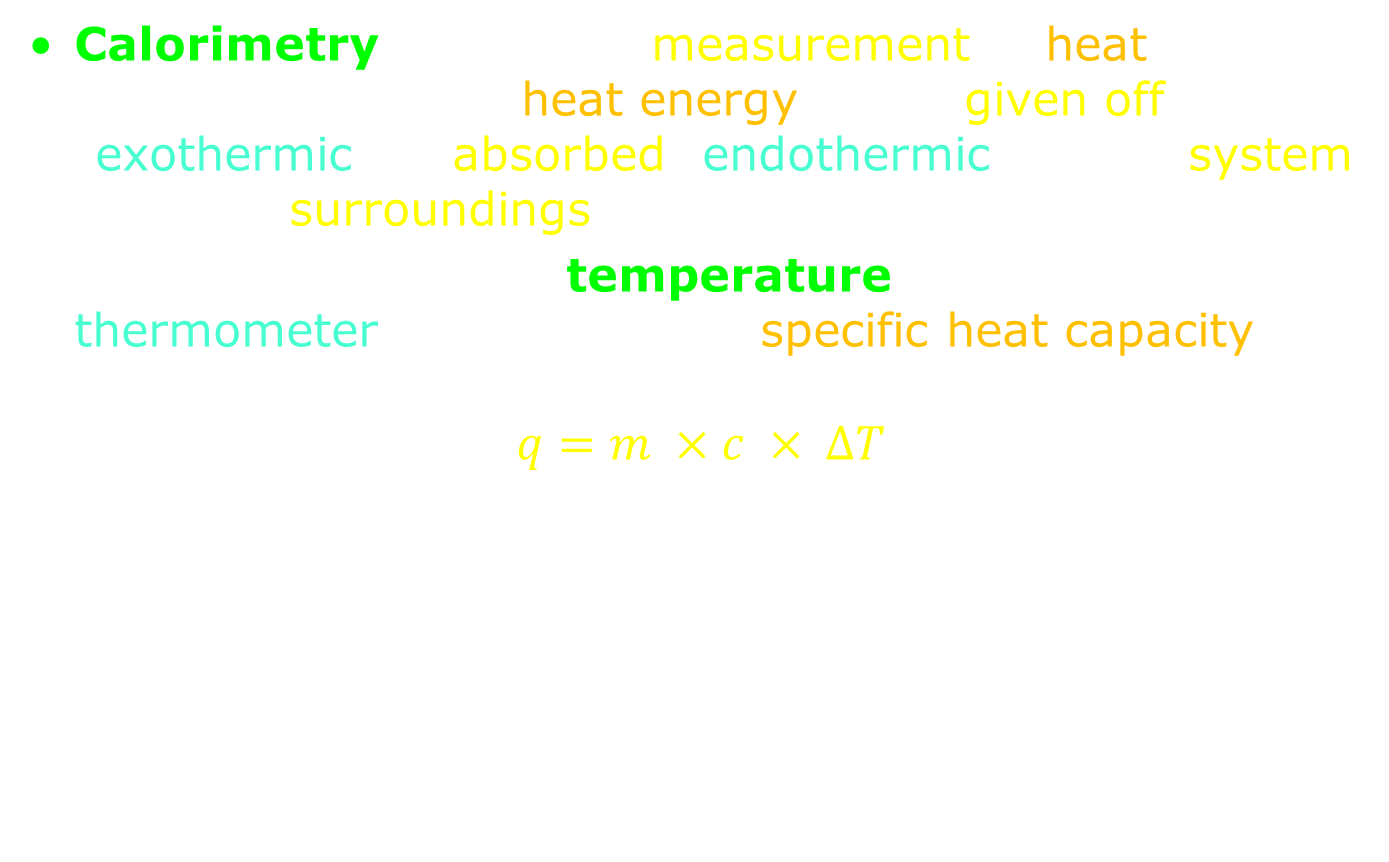 • Calorimetry measurement heat
heat energy given off
exothermic absorbed endothermic system
surroundings
temperature
thermometer specific heat capacity
q = m × c × ΔT